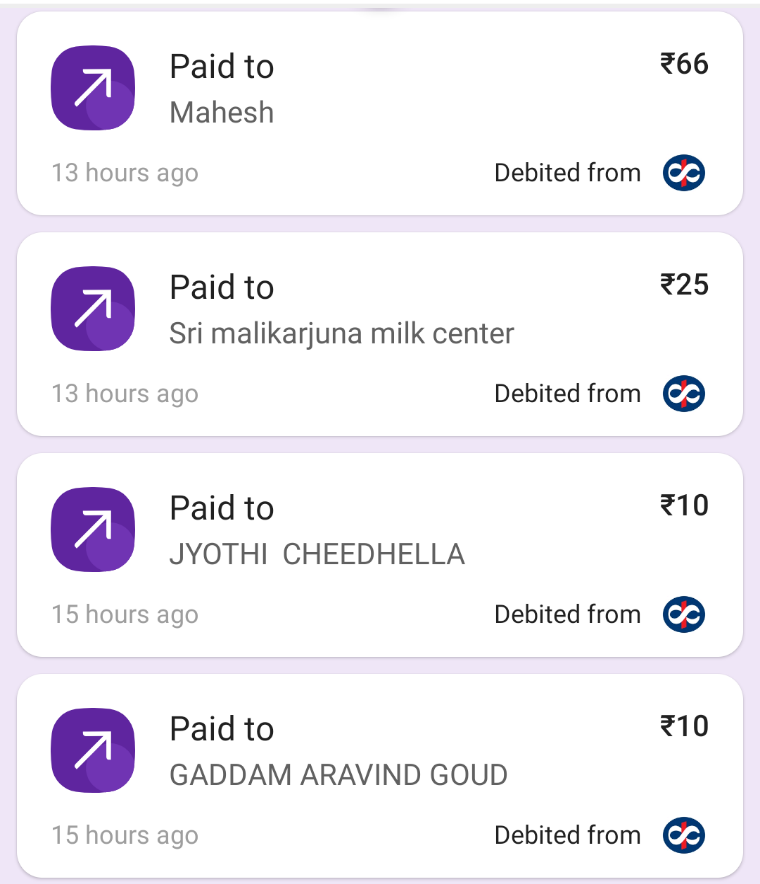 Paid to
₹66
Mahesh
13 hours ago
Debited from
Paid to
₹25
Sri malikarjuna milk center
13 hours ago
Debited from
Paid to
₹10
JYOTHI  CHEEDHELLA
15 hours ago
Debited from
Paid to
₹10
GADDAM ARAVIND GOUD
15 hours ago
Debited from